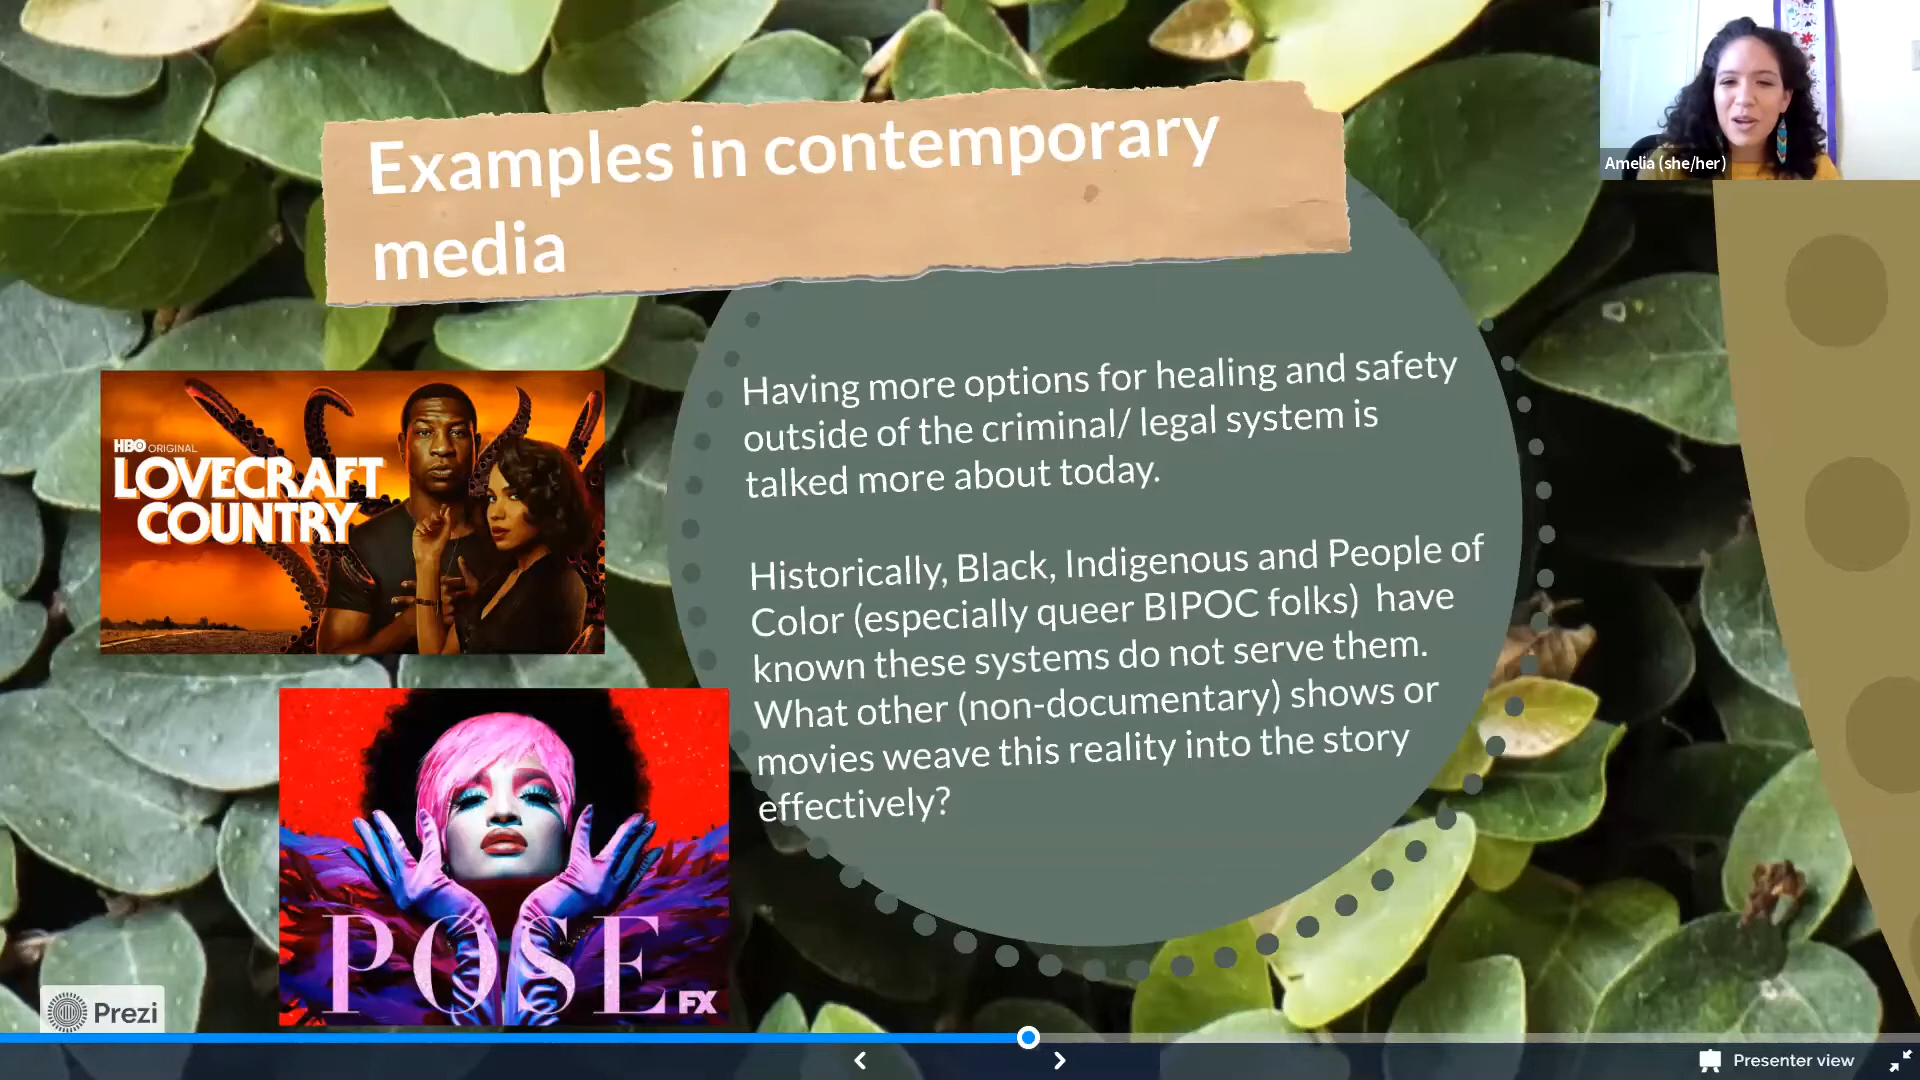 Examples in contemporary
media
Amelia (she/her)
Having more options for healing and safety
outside of the criminal/ legal system is
talked more about today.
Historically, Black, Indigenous and People of
Color (especially queer BIPOC folks)  have
known these systems do not serve them.
What other (non-documentary) shows or
movies weave this reality into the story
effectively?
HBO ORIGINAL
LOVECRAFT
COUNTRY
POSE
FX
Prezi
Presenter view